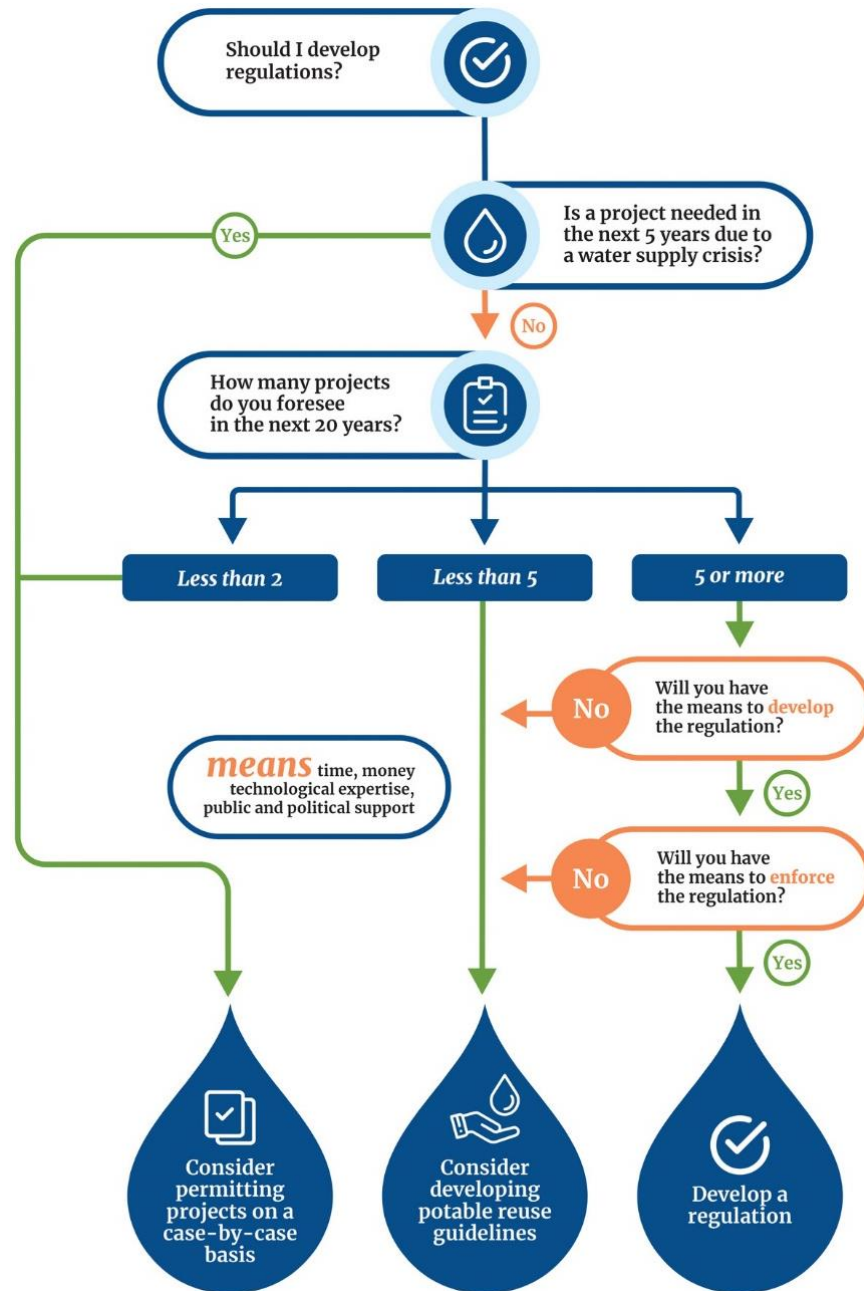 Should I develop
regulations?
Yes
Is a project needed in
the next 5 years due to
a water supply crisis?
No
How many projects
do you foresee
in the next 20 years?
Less than 2
Less than 5
5 or more
No
Will you have
the means to develop
the regulation?
means time, money
technological expertise,
public and political support
Yes
No
Will you have
the means to enforce
the regulation?
Yes
Consider
permitting
projects on a
case-by-case
basis
Consider
developing
potable reuse
guidelines
Develop a
regulation